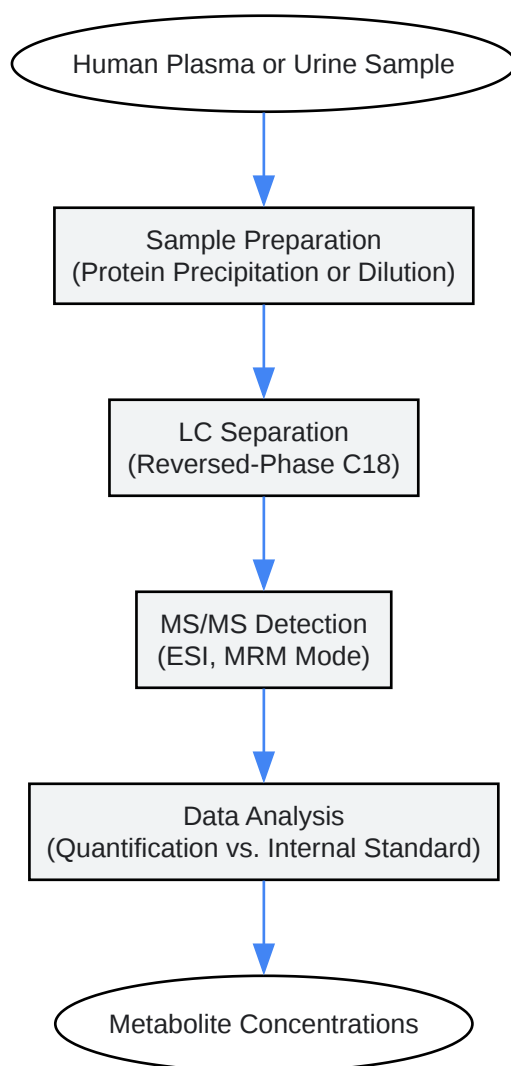 Human Plasma or Urine Sample
Sample Preparation
(Protein Precipitation or Dilution)
LC Separation
(Reversed-Phase C18)
MS/MS Detection
(ESI, MRM Mode)
Data Analysis
(Quantification vs. Internal Standard)
Metabolite Concentrations